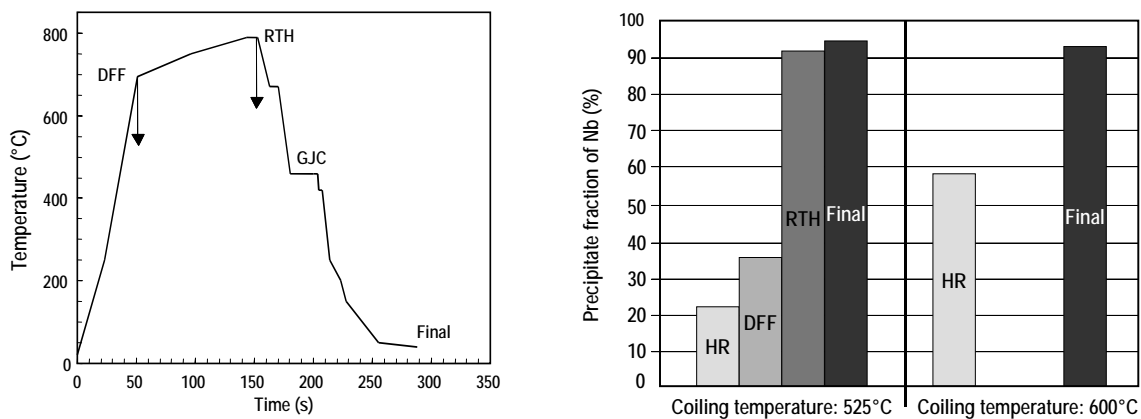 800
600
400
200
0
0 50 100 150 200 250 300 350
Temperature (°C)
Time (s)
DFF
RTH
GJC
Final
100
90
80
70
60
50
40
30
20
10
0
Precipitate fraction of Nb (%)
HR
DFF
RTH
Final
HR
Final
Coiling temperature: 525°C
Coiling temperature: 600°C